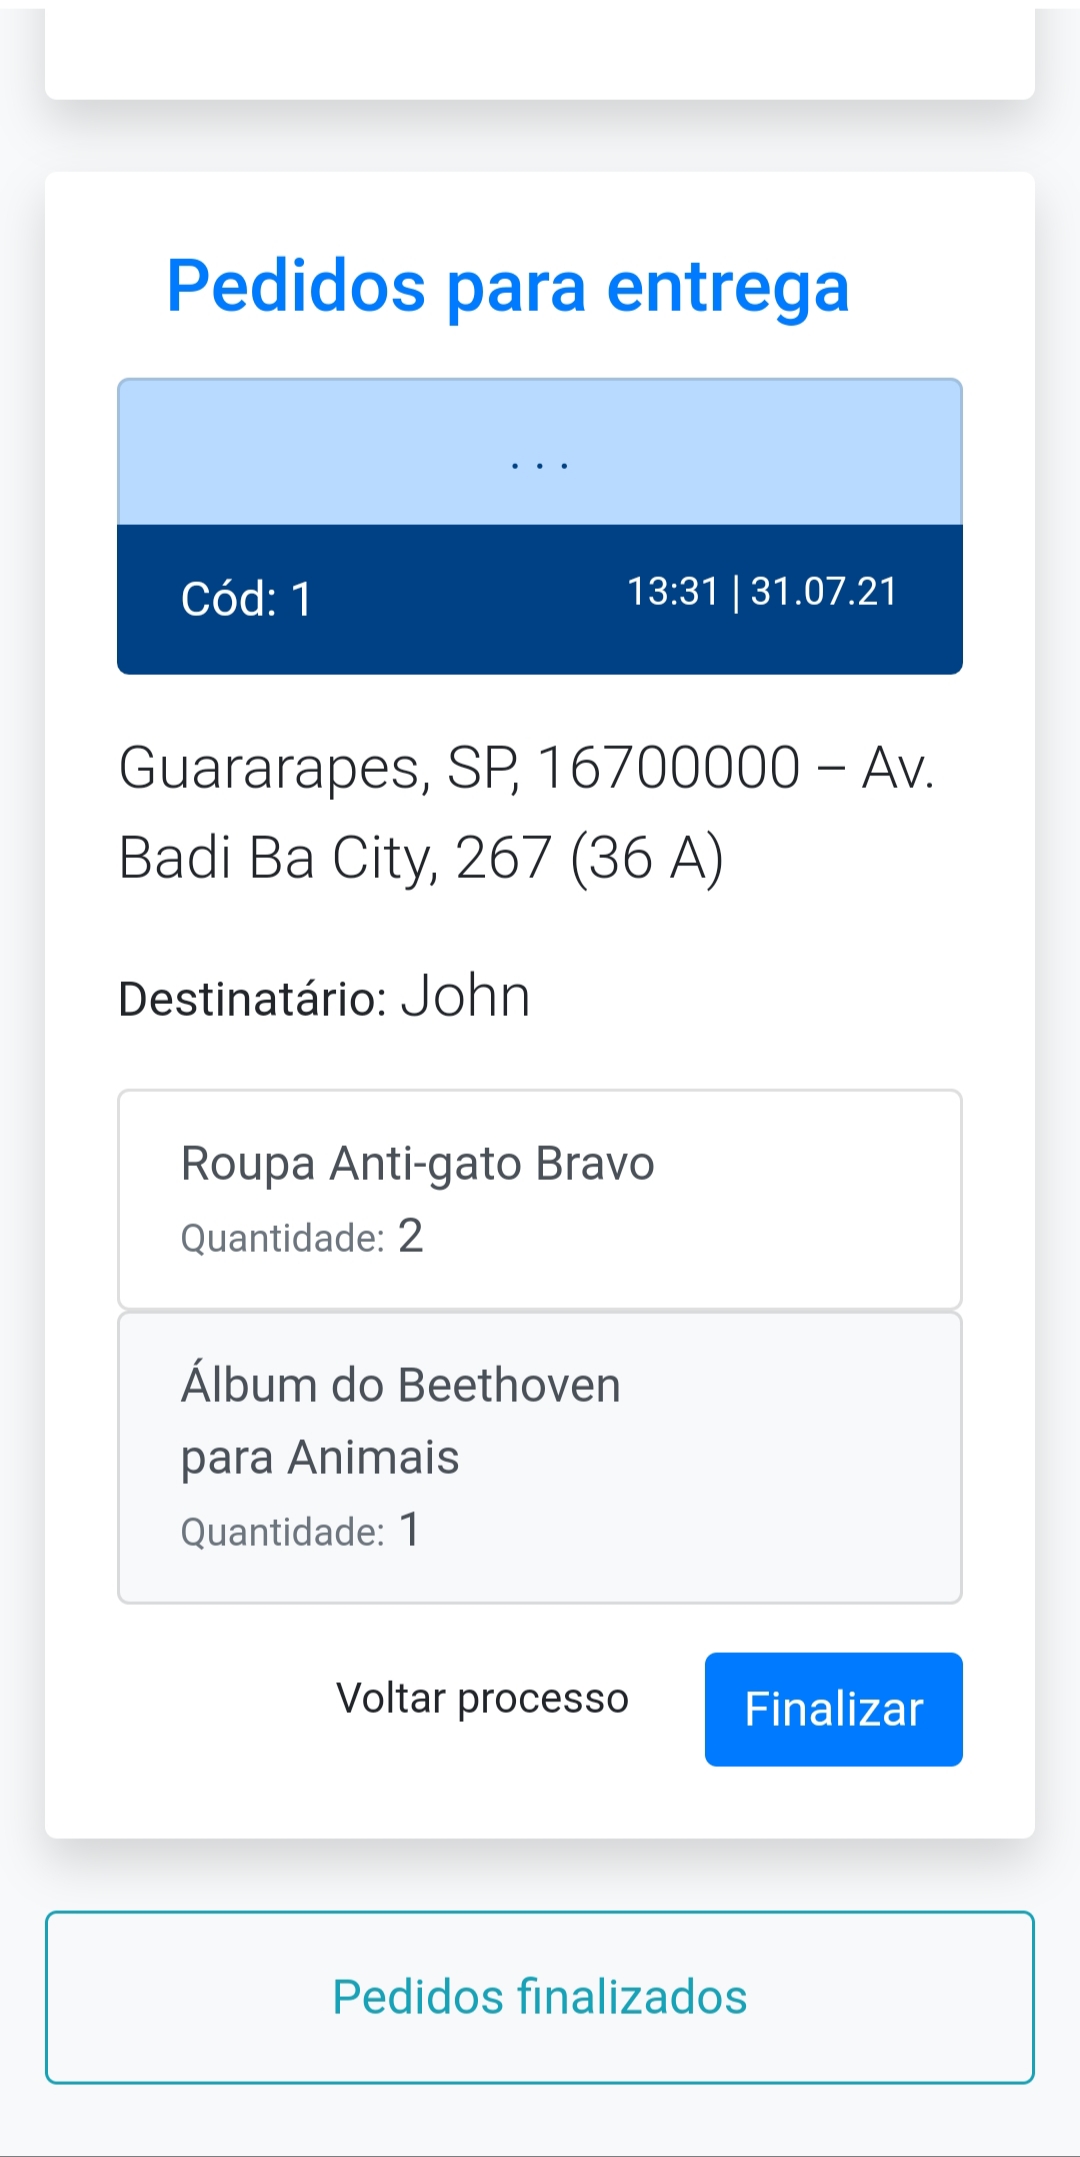 Pedidos para entrega
. . .
Cód: 1
13:31 | 31.07.21
Guararapes, SP, 16700000 – Av.
Badi Ba City, 267 (36 A)
Destinatário: John
Roupa Anti-gato Bravo
Quantidade: 2
Álbum do Beethoven
para Animais
Quantidade: 1
Voltar processo
Finalizar
Pedidos finalizados